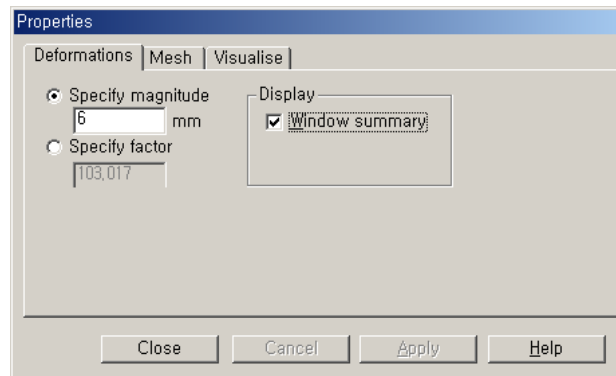 Properties
Deformations Mesh Visualise
Specify magnitude
6 mm
Specify factor
103,017
Display
Window summary
Close Cancel Apply Help